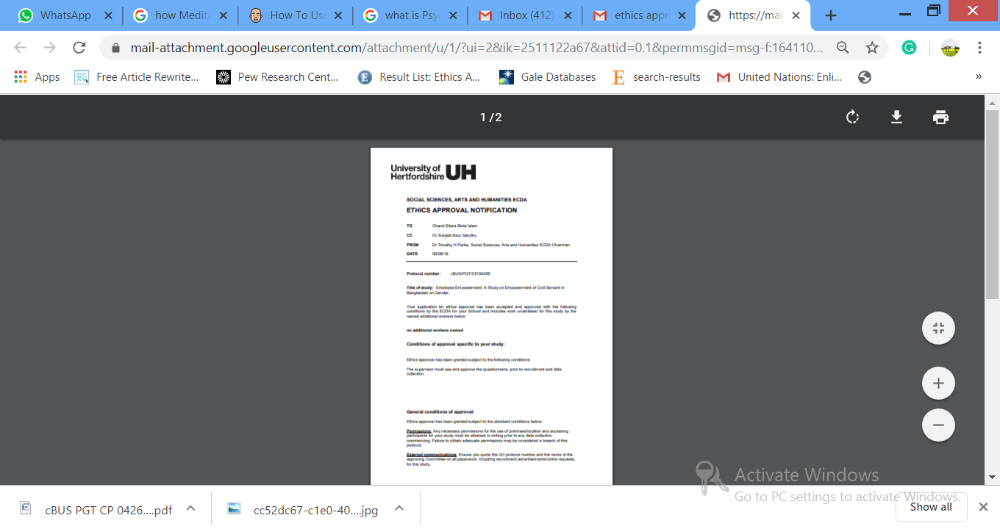 WhatsApp
how Medita
How To Use
what is Psyc
Inbox (412)
ethics appr
https://mai
mail-attachment.googleusercontent.com/attachment/u/1/?ui=2&ik=2511122a67&attid=0.1&permmsgid=msg-f:164110...
Apps
SEO
Free Article Rewrite...
Pew Research Cent...
Result List: Ethics A...
Gale Databases
E
search-results
United Nations: Enli...
»
1 / 2
University of
Hertfordshire UH
SOCIAL SCIENCES, ARTS AND HUMANITIES ECDA
ETHICS APPROVAL NOTIFICATION
TO Chand Sitara Binta Islam
CC Dr Sukjeet Kaur Sandhu
FROM Dr Timothy H Parke, Social Sciences, Arts and Humanities ECDA Chairman
DATE 06/08/19
Protocol number: cBUS/PGT/CP/04266
Title of study: Employee Empowerment: A Study on Empowerment of Civil Servant in
Bangladesh on Gender.
Your application for ethics approval has been accepted and approved with the following
conditions by the ECDA for your School and includes work undertaken for this study by the
named additional workers below:
no additional workers named
Conditions of approval specific to your study:
Ethics approval has been granted subject to the following conditions:
The supervisor must see and approve the questionnaire, prior to recruitment and data
collection
General conditions of approval:
Ethics approval has been granted subject to the standard conditions below:
Permissions: Any necessary permissions for the use of premises/location and accessing
participants for your study must be obtained in writing prior to any data collection
commencing. Failure to obtain adequate permissions may be considered a breach of this
protocol.
External communications: Ensure you quote the UH protocol number and the name of the
approving Committee on all paperwork, including recruitment advertisements/online requests,
for this study.
Activate Windows
Go to PC settings to activate Windows.
cBUS PGT CP 0426....pdf
cc52dc67-c1e0-40....jpg
Show all